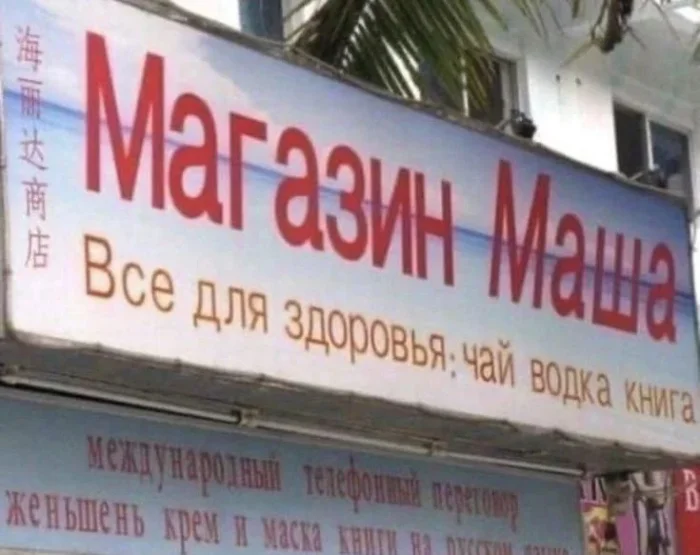 海丽达商店
Магазин Маша
Все для здоровья: чай водка книга
международный телефонный переговор
женьшень крем и маска книги на русском
В